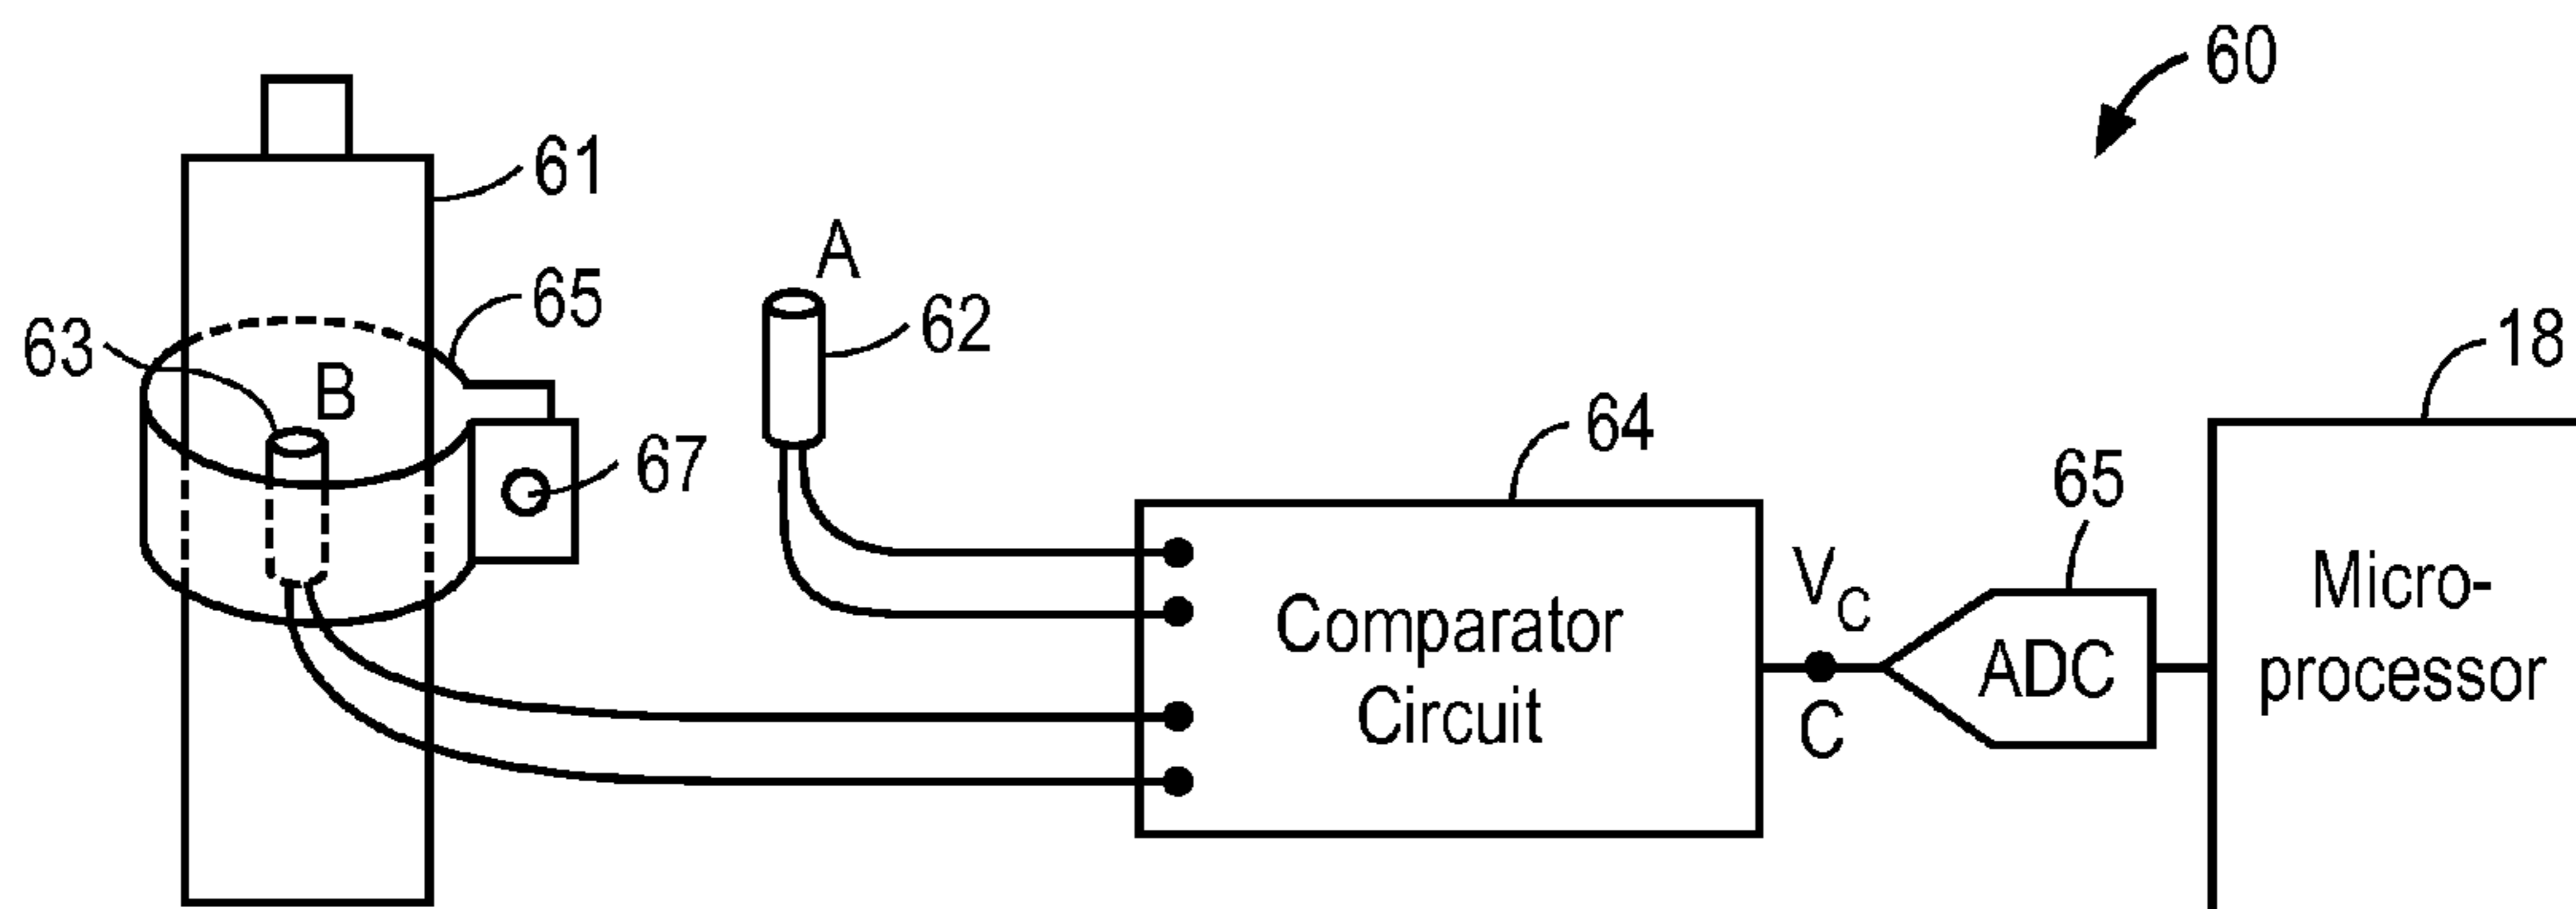 60
61
A
65
62
63
B
18
64
67
65
Comparator
Circuit
VC
C
ADC
Micro-
processor